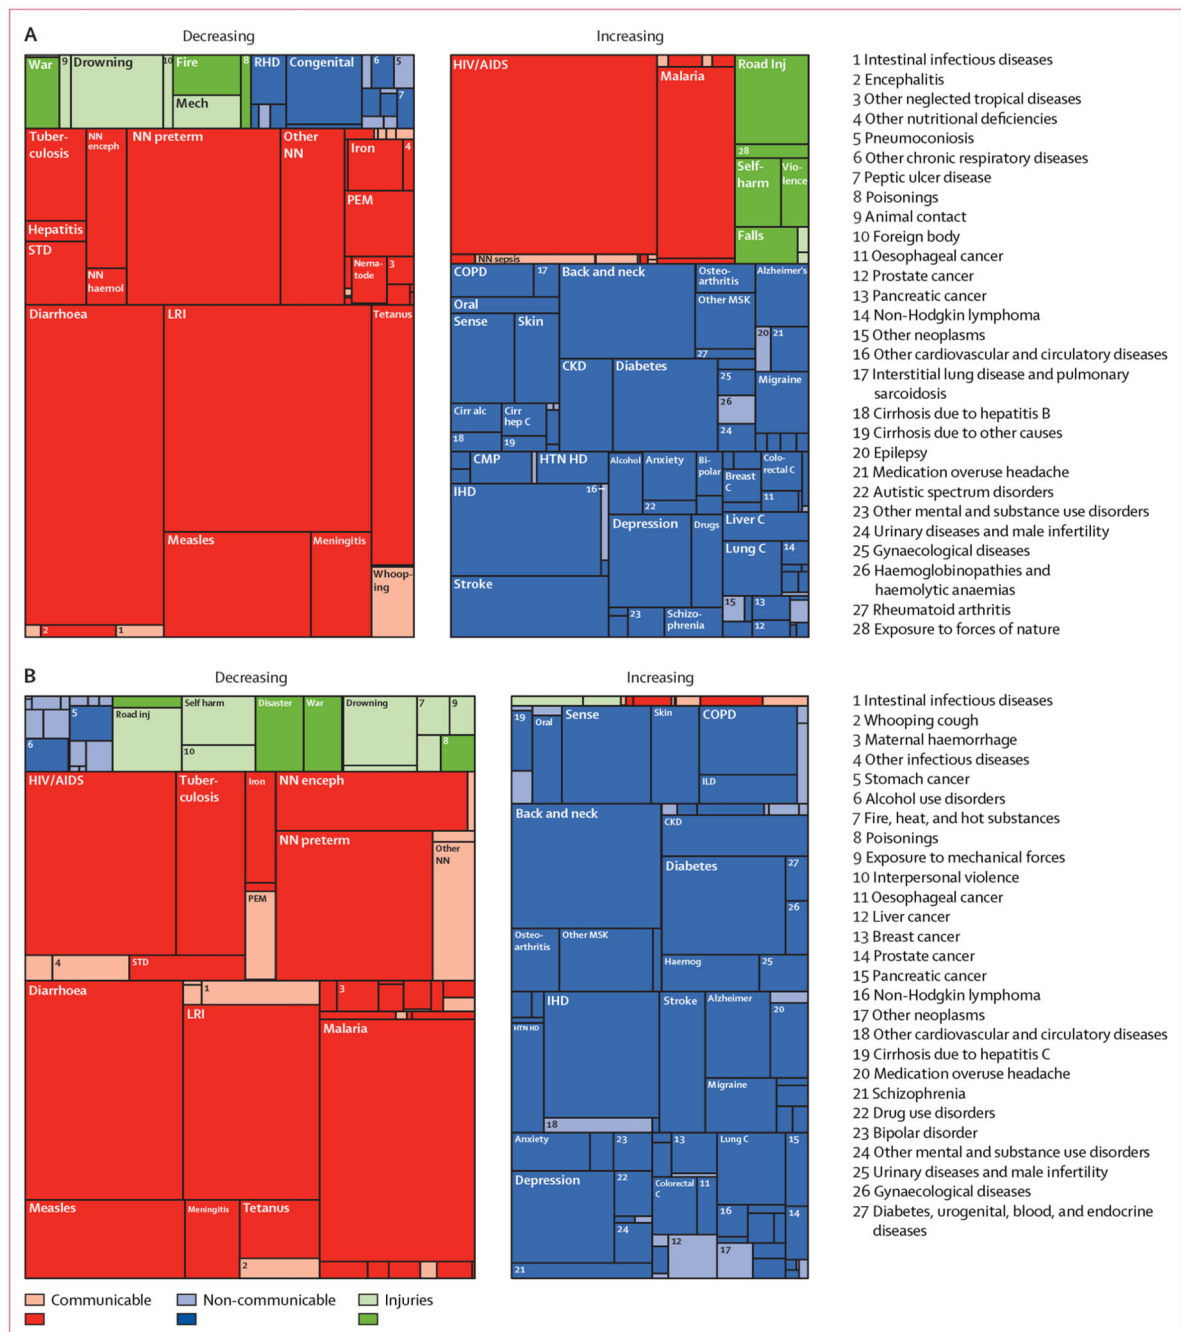 A
Decreasing
Increasing
War
9
Drowning
10
Fire
8
RHD
Congenital
6
5
Mech
7
Tuber-
culosis
NN
enceph
NN preterm
Other
NN
Iron
4
PEM
Hepatitis
STD
NN
haemol
Nema-
tode
3
Diarrhoea
LRI
Tetanus
Measles
Meningitis
Whoop-
ing
2
1
HIV/AIDS
Malaria
Road Inj
28
Self-
harm
Vio-
lence
Falls
NN sepsis
COPD
17
Back and neck
Osteo-
arthritis
Alzheimer's
Oral
Other MSK
Sense
Skin
20
21
27
CKD
Diabetes
25
Migraine
26
Cirr alc
Cirr
hep C
24
18
19
CMP
HTN HD
Alcohol
Anxiety
Bi-
polar
Colo-
rectal C
Breast
C
IHD
16
22
11
Depression
Drugs
Liver C
Lung C
14
Stroke
15
13
23
Schizo-
phrenia
12
1 Intestinal infectious diseases
2 Encephalitis
3 Other neglected tropical diseases
4 Other nutritional deficiencies
5 Pneumoconiosis
6 Other chronic respiratory diseases
7 Peptic ulcer disease
8 Poisonings
9 Animal contact
10 Foreign body
11 Oesophageal cancer
12 Prostate cancer
13 Pancreatic cancer
14 Non-Hodgkin lymphoma
15 Other neoplasms
16 Other cardiovascular and circulatory diseases
17 Interstitial lung disease and pulmonary
sarcoidosis
18 Cirrhosis due to hepatitis B
19 Cirrhosis due to other causes
20 Epilepsy
21 Medication overuse headache
22 Autistic spectrum disorders
23 Other mental and substance use disorders
24 Urinary diseases and male infertility
25 Gynaecological diseases
26 Haemoglobinopathies and
haemolytic anaemias
27 Rheumatoid arthritis
28 Exposure to forces of nature
B
Decreasing
Increasing
5
Road inj
Self harm
Disaster
War
Drowning
7
9
6
10
8
HIV/AIDS
Tuber-
culosis
Iron
NN enceph
NN preterm
Other
NN
PEM
4
STD
Diarrhoea
1
3
LRI
Malaria
Measles
Meningitis
Tetanus
2
19
Oral
Sense
Skin
COPD
ILD
Back and neck
CKD
Diabetes
27
26
Osteo-
arthritis
Other MSK
Haemog
25
IHD
Stroke
Alzheimer
20
HTN HD
Migraine
18
Anxiety
23
13
Lung C
15
Depression
22
Colorectal
C
11
16
14
24
12
17
21
1 Intestinal infectious diseases
2 Whooping cough
3 Maternal haemorrhage
4 Other infectious diseases
5 Stomach cancer
6 Alcohol use disorders
7 Fire, heat, and hot substances
8 Poisonings
9 Exposure to mechanical forces
10 Interpersonal violence
11 Oesophageal cancer
12 Liver cancer
13 Breast cancer
14 Prostate cancer
15 Pancreatic cancer
16 Non-Hodgkin lymphoma
17 Other neoplasms
18 Other cardiovascular and circulatory diseases
19 Cirrhosis due to hepatitis C
20 Medication overuse headache
21 Schizophrenia
22 Drug use disorders
23 Bipolar disorder
24 Other mental and substance use disorders
25 Urinary diseases and male infertility
26 Gynaecological diseases
27 Diabetes, urogenital, blood, and endocrine
diseases
Communicable
Non-communicable
Injuries